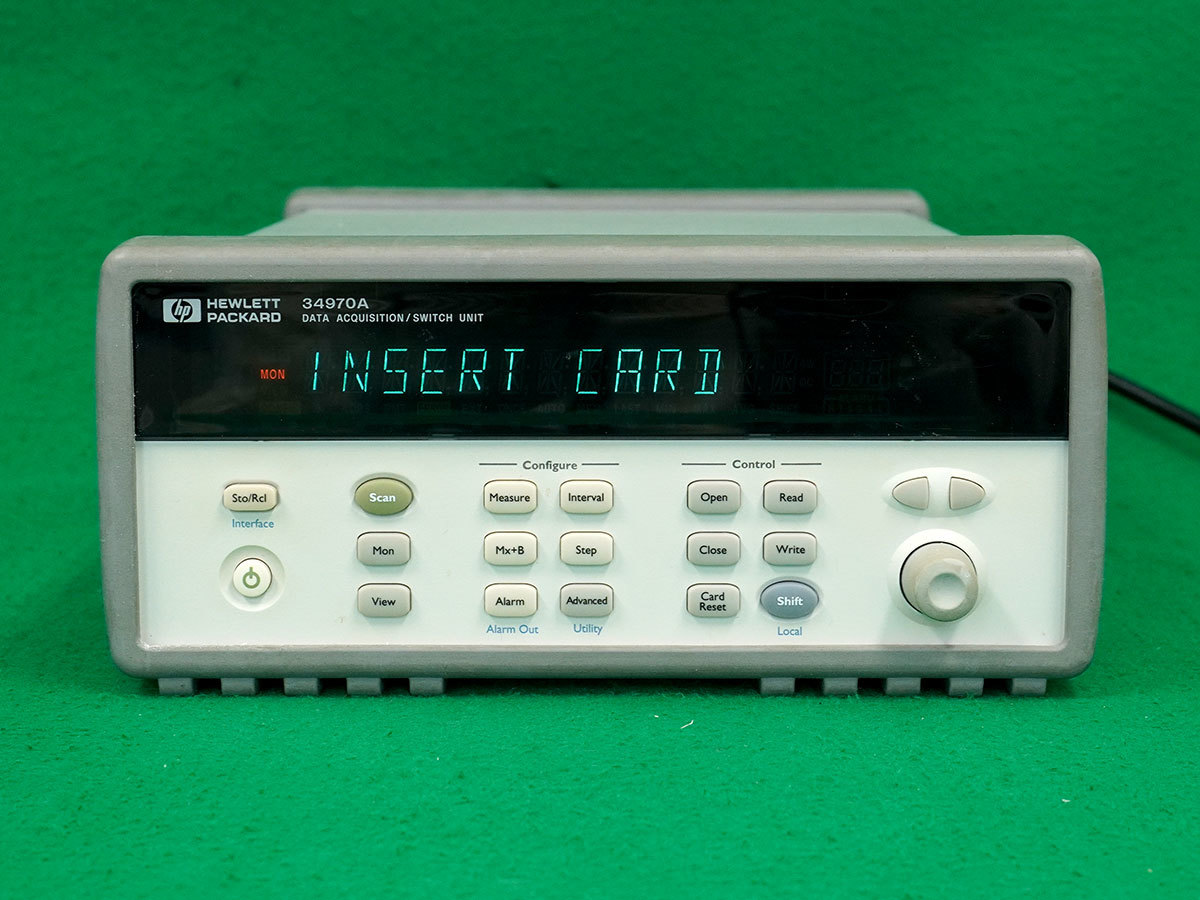 hp HEWLETT PACKARD
34970A
DATA ACQUISITION/SWITCH UNIT
MON INSERT CARD
Configure
Control
Sto/Rcl
Scan
Measure
Interval
Open
Read
Interface
Mon
Mx+B
Step
Close
Write
View
Alarm
Advanced
Card Reset
Shift
Alarm Out
Utility
Local